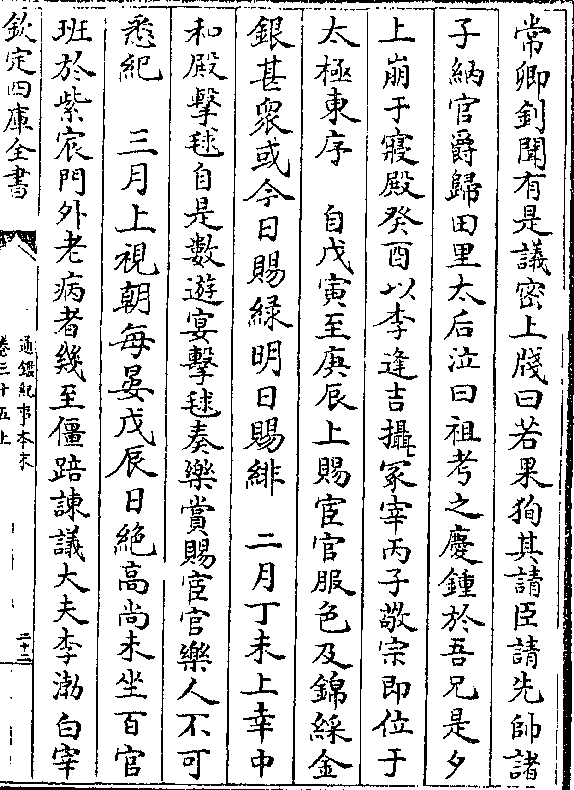 常卿釗聞有是議密上牋曰若果狥其請臣請先帥諸
子納官爵歸田里太后泣曰祖考之慶鍾於吾兄是夕
上崩于寢殿癸酉以李逢吉攝冢宰丙子敬宗即位于
太極東序　自戊寅至庚辰上賜宦官服色及錦綵金
銀甚衆或今日賜緑明日賜緋　二月丁未上幸中
和殿擊毬自是數遊宴擊毬奏樂賞賜宦官樂人不可
悉紀　三月上視朝每晏戊辰日絶高尚未坐百官
班於紫宸門外老病者幾至僵踣諫議大夫李渤白宰
欽定四庫全書
通鑑紀事本末
卷三十五上
二十二